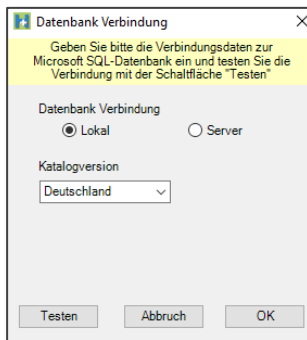 Datenbank Verbindung
Geben Sie bitte die Verbindungsdaten zur
Microsoft SQL-Datenbank ein und testen Sie die
Verbindung mit der Schaltfläche "Testen"
Datenbank Verbindung
Lokal Server
Katalogversion
Deutschland
Testen Abbruch OK